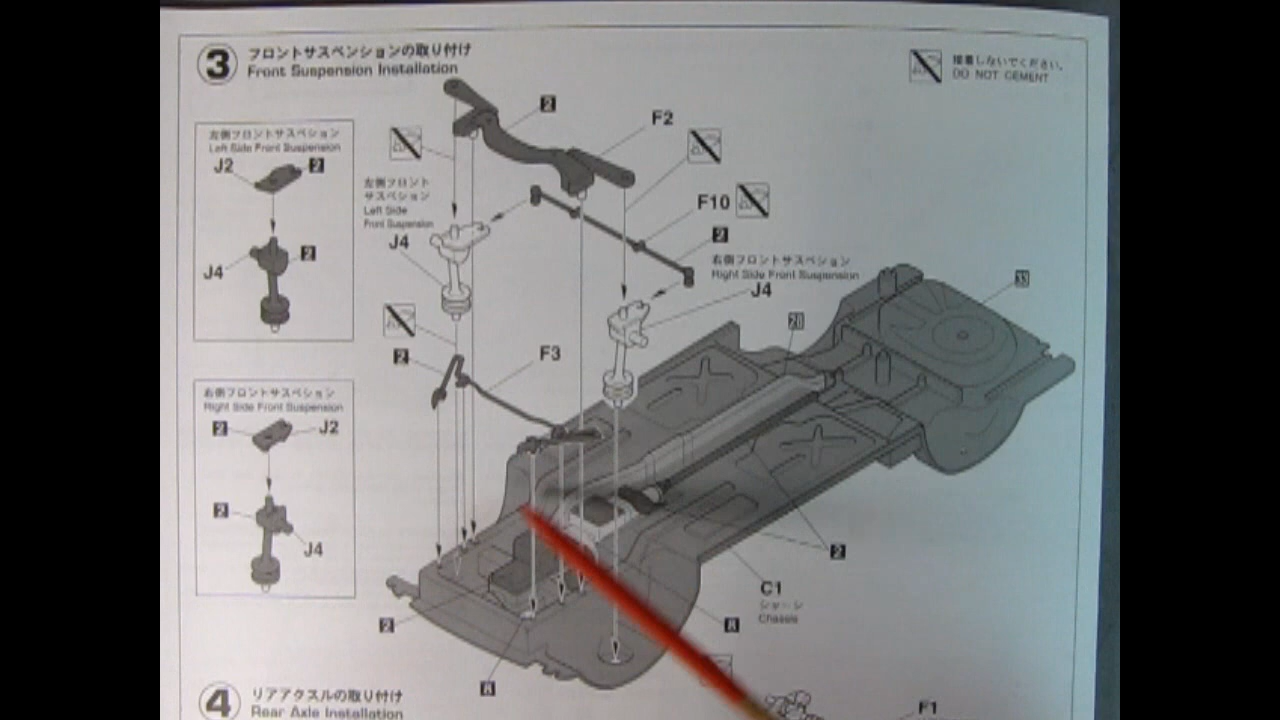 3 フロントサスペンションの取り付け
Front Suspension Installation
接着しないでください。
DO NOT CEMENT
左側フロントサスペション
Left Side Front Suspension
J2
2
J4
2
2
F2
左側フロント
サスペション
Left Side
Front Suspension
J4
F10
2
右側フロントサスペション
Right Side Front Suspension
J4
33
28
2
F3
右側フロントサスペション
Right Side Front Suspension
2
J2
2
J4
2
C1
シャーシ
Chassis
2
8
8
4 リアアクスルの取り付け
Rear Axle Installation
F1